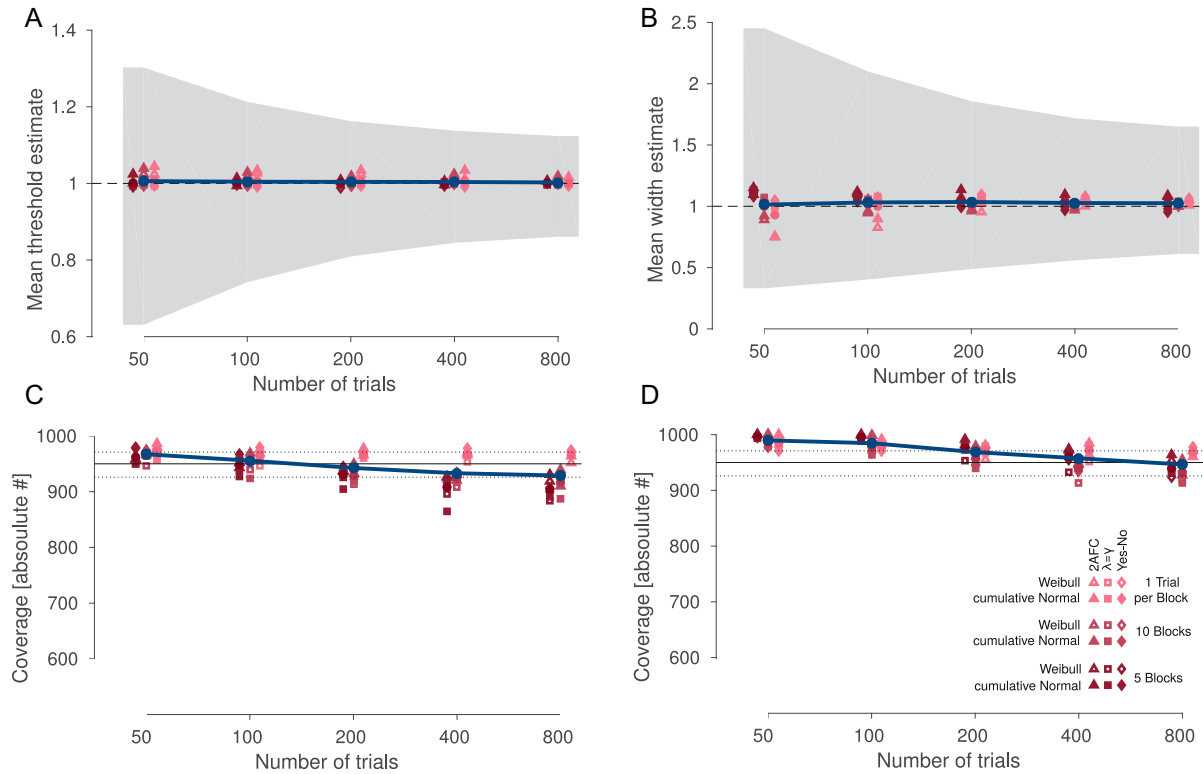 A
Mean threshold estimate
1.4
1.2
1
0.8
0.6
50 100 200 400 800
Number of trials
B
Mean width estimate
2.5
2
1.5
1
0.5
0
50 100 200 400 800
Number of trials
C
Coverage [absoulute #]
1000
900
800
700
600
50 100 200 400 800
Number of trials
D
Coverage [absolute #]
1000
900
800
700
600
2AFC λ=γ Yes-No
Weibull 1 Trial
cumulative Normal per Block
Weibull 10 Blocks
cumulative Normal
Weibull 5 Blocks
cumulative Normal
50 100 200 400 800
Number of trials